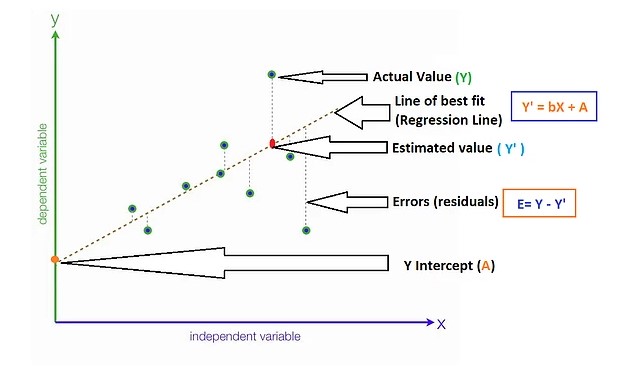 y
Actual Value (Y)
Line of best fit
(Regression Line)
Y' = bX + A
Estimated value ( Y' )
dependent variable
Errors (residuals)
E= Y - Y'
Y Intercept (A)
x
independent variable